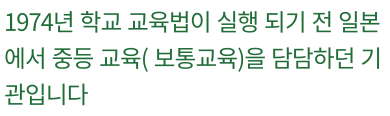 1974년 학교 교육법이 실행 되기 전 일본
에서 중등 교육( 보통교육)을 담담하던 기
관입니다